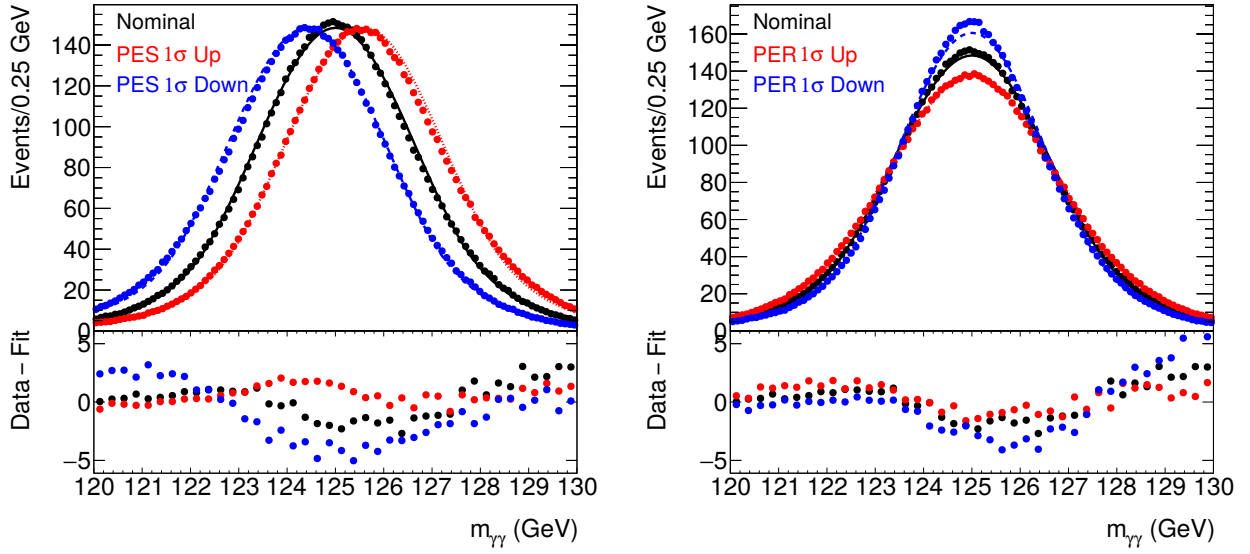 Events/0.25 GeV
140
120
100
80
60
40
20
0
Nominal
PES 1σ Up
PES 1σ Down
Data − Fit
5
0
−5
120 121 122 123 124 125 126 127 128 129 130
m_γγ (GeV)
Events/0.25 GeV
160
140
120
100
80
60
40
20
0
Nominal
PER 1σ Up
PER 1σ Down
Data − Fit
5
0
−5
120 121 122 123 124 125 126 127 128 129 130
m_γγ (GeV)